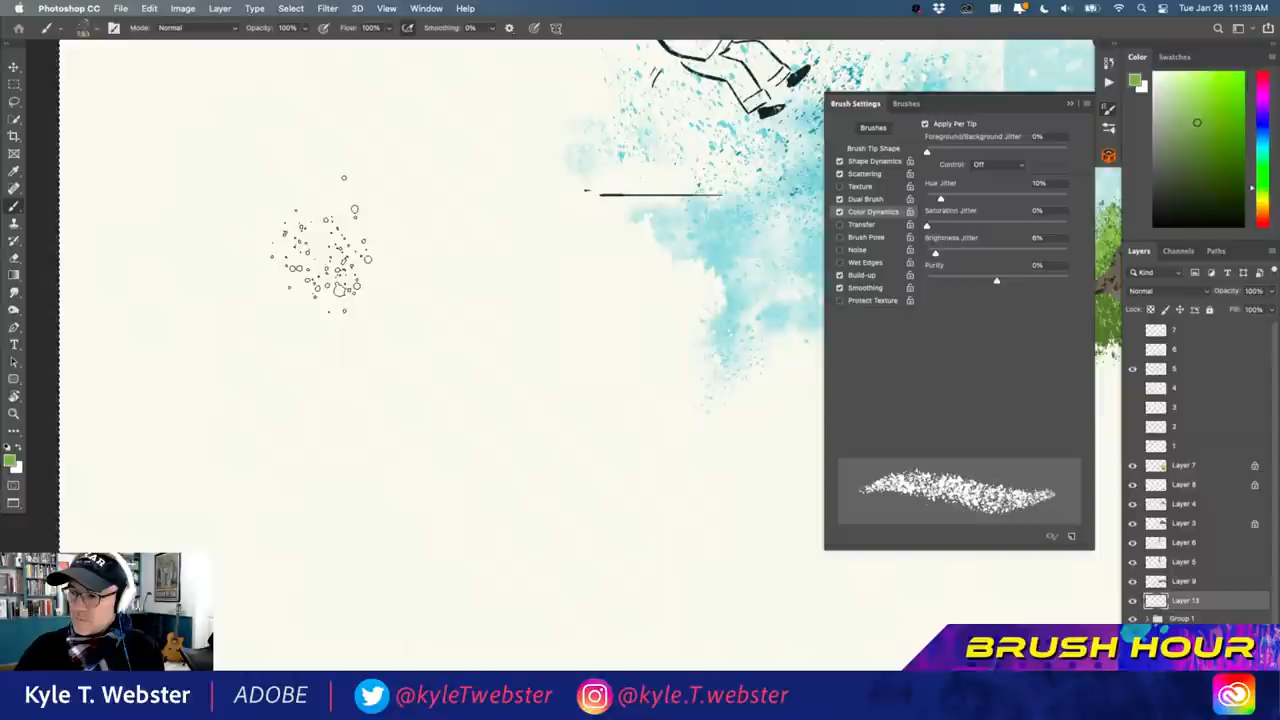 Photoshop CC File Edit Image Layer Type Select Filter 3D View Window Help
Tue Jan 26 11:39 AM
Mode: Normal Opacity: 100% Flow: 100% Smoothing: 0%
Color Swatches
Brush Settings Brushes
Brushes
Brush Tip Shape
Shape Dynamics
Scattering
Texture
Dual Brush
Color Dynamics
Transfer
Brush Pose
Noise
Wet Edges
Build-up
Smoothing
Protect Texture
Apply Per Tip
Foreground/Background Jitter 0%
Control: Off
Hue Jitter 10%
Saturation Jitter 0%
Brightness Jitter 6%
Purity 0%
Layers Channels Paths
Kind
Normal Opacity: 100%
Lock: Fill: 100%
7
6
5
4
3
2
1
Layer 7
Layer 8
Layer 4
Layer 3
Layer 6
Layer 5
Layer 9
Layer 13
Group 1
BRUSH HOUR
Kyle T. Webster | ADOBE | @kyleTwebster @kyle.T.webster